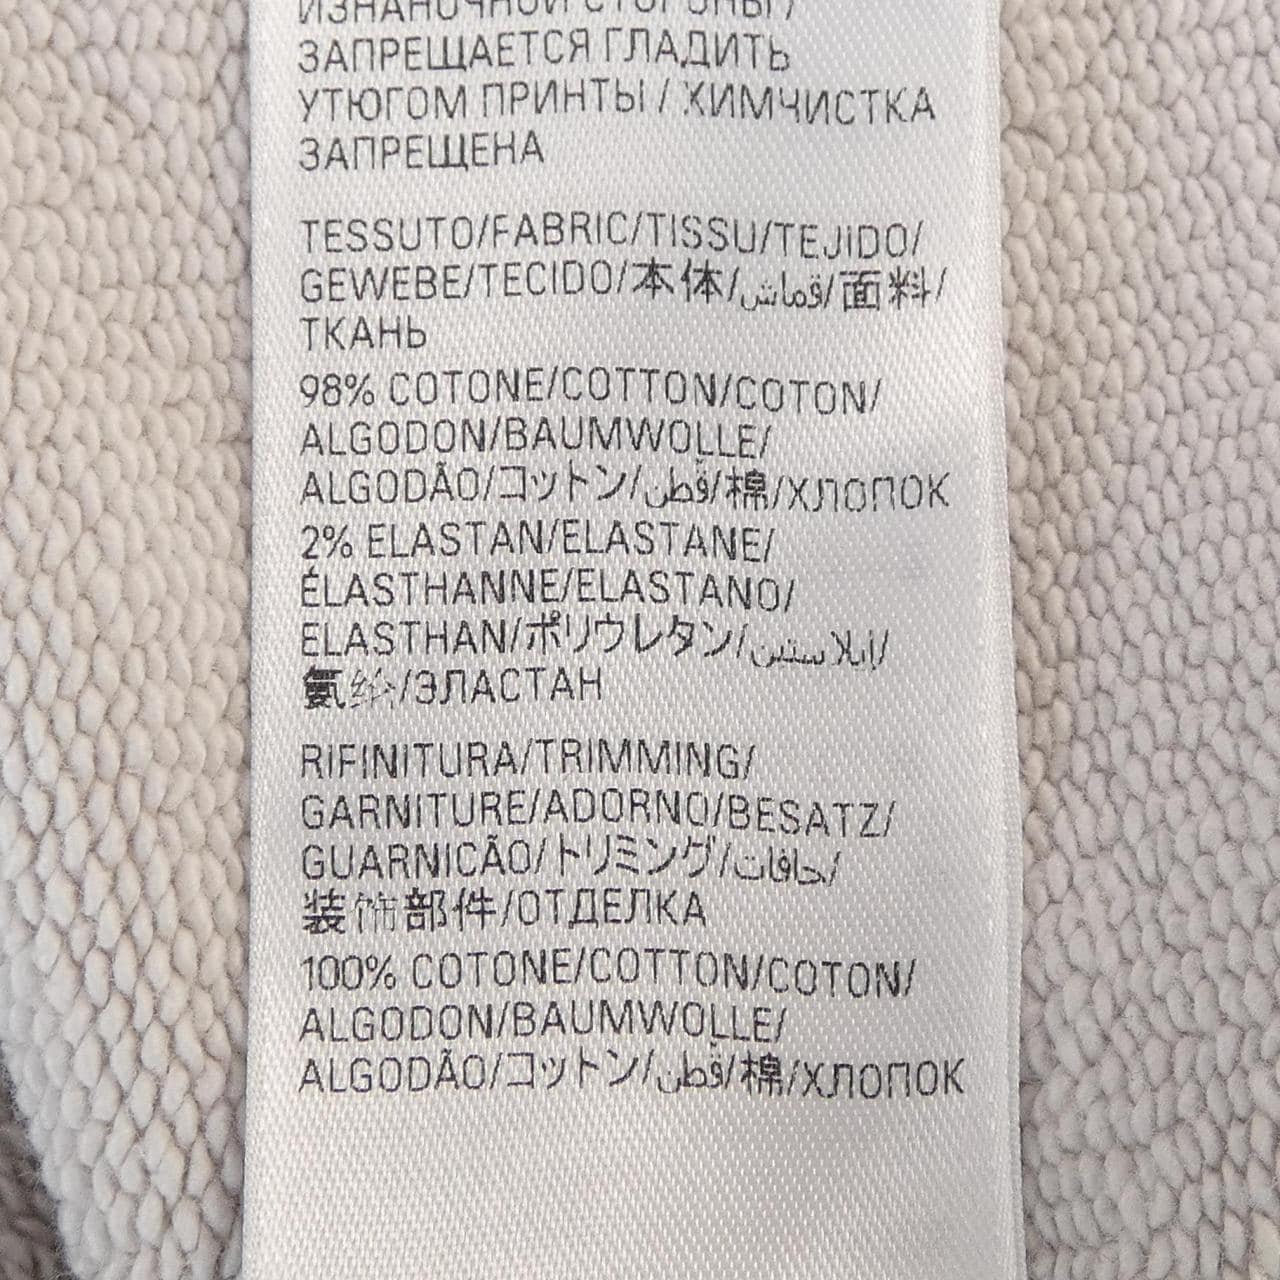 ИЗНАНОЧНОЙ СТОРОНЫ /
ЗАПРЕЩАЕТСЯ ГЛАДИТЬ
УТЮГОМ ПРИНТЫ / ХИМЧИСТКА
ЗАПРЕЩЕНА
TESSUTO/FABRIC/TISSU/TEJIDO/
GEWEBE/TECIDO/本体/قماش/面料/
ТКАНЬ
98% COTONE/COTTON/COTON/
ALGODON/BAUMWOLLE/
ALGODÃO/コットン/قطن/棉/ХЛОПОК
2% ELASTAN/ELASTANE/
ÉLASTHANNE/ELASTANO/
ELASTHAN/ポリウレタン/ايلاستين/
氨纶/ЭЛАСТАН
RIFINITURA/TRIMMING/
GARNITURE/ADORNO/BESATZ/
GUARNICÃO/トリミング/حافات/
装饰部件/ОТДЕЛКА
100% COTONE/COTTON/COTON/
ALGODON/BAUMWOLLE/
ALGODÃO/コットン/قطن/棉/ХЛОПОК